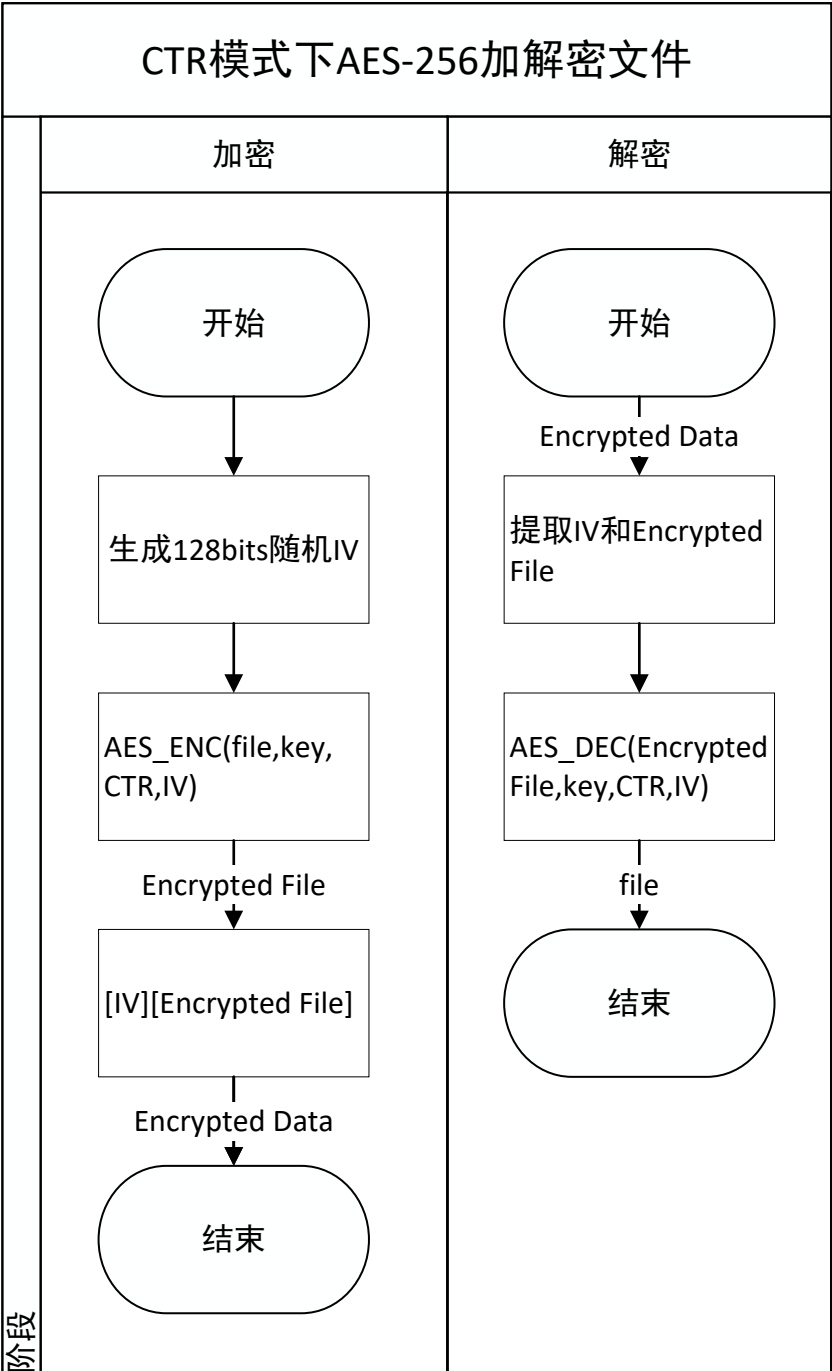 CTR模式下AES-256加解密文件
加密
解密
开始
生成128bits随机IV
AES_ENC(file,key,
CTR,IV)
Encrypted File
[IV][Encrypted File]
Encrypted Data
结束
开始
Encrypted Data
提取IV和Encrypted
File
AES_DEC(Encrypted
File,key,CTR,IV)
file
结束
阶段